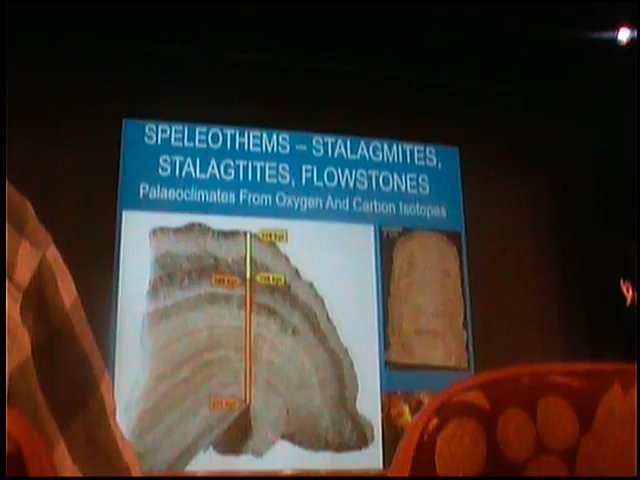 SPELEOTHEMS – STALAGMITES,
STALAGTITES, FLOWSTONES
Palaeoclimates From Oxygen And Carbon Isotopes